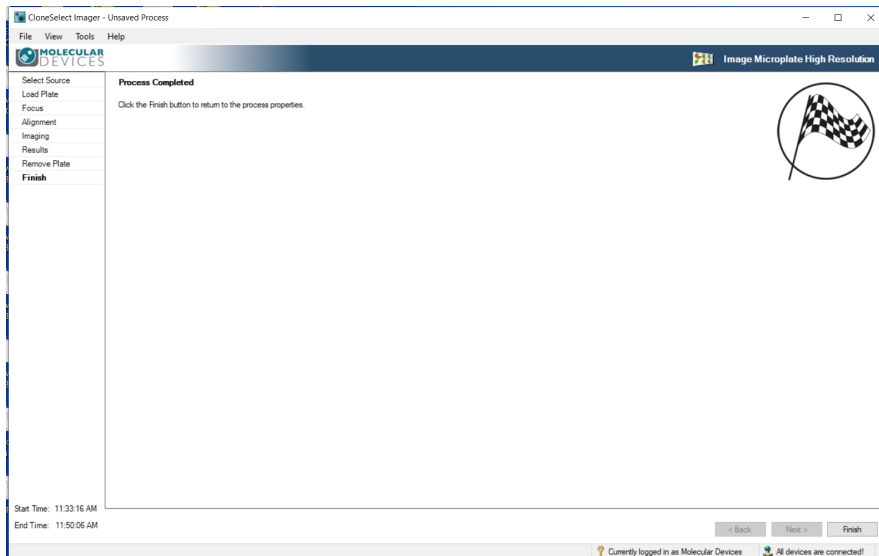 CloneSelect Imager - Unsaved Process
File View Tools Help
MOLECULAR
DEVICES
Image Microplate High Resolution
Select Source
Load Plate
Focus
Alignment
Imaging
Results
Remove Plate
Finish
Process Completed
Click the Finish button to return to the process properties.
Start Time: 11:33:16 AM
End Time: 11:50:06 AM
< Back Next > Finish
Currently logged in as Molecular Devices All devices are connected!